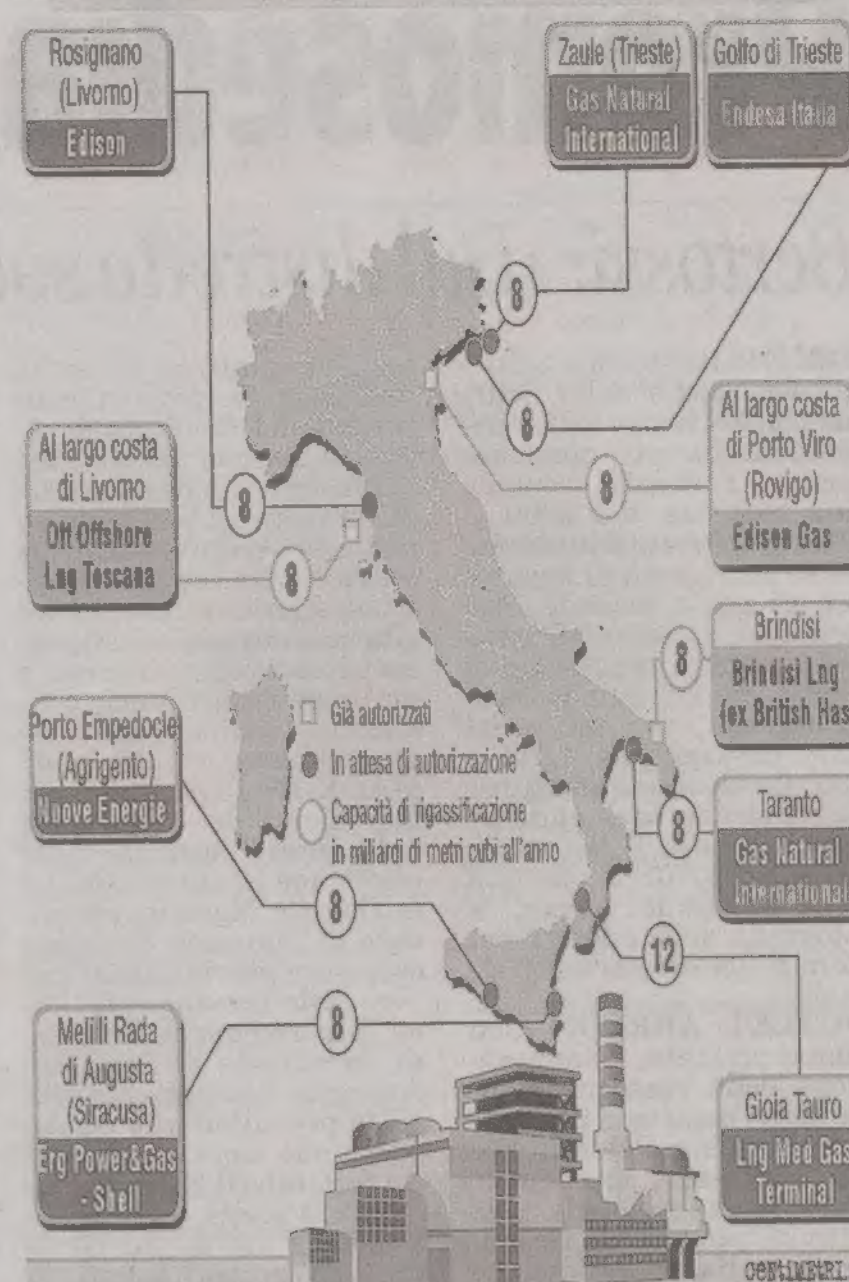 Rosignano
(Livorno)
Edison
Zaule (Trieste)
Gas Natural
International
Golfo di Trieste
Endesa Italia
8
8
Al largo costa
di Livorno
Olt Offshore
Lng Toscana
8
8
8
Al largo costa
di Porto Viro
(Rovigo)
Edison Gas
Brindisi
Brindisi Lng
(ex British Has
8
Porto Empedocle
(Agrigento)
Nuove Energie
Già autorizzati
In attesa di autorizzazione
Capacità di rigassificazione
in miliardi di metri cubi all'anno
8
Taranto
Gas Natural
International
8
12
Melilli Rada
di Augusta
(Siracusa)
Erg Power&Gas
- Shell
8
Gioia Tauro
Lng Med Gas
Terminal
CENTIMETRI